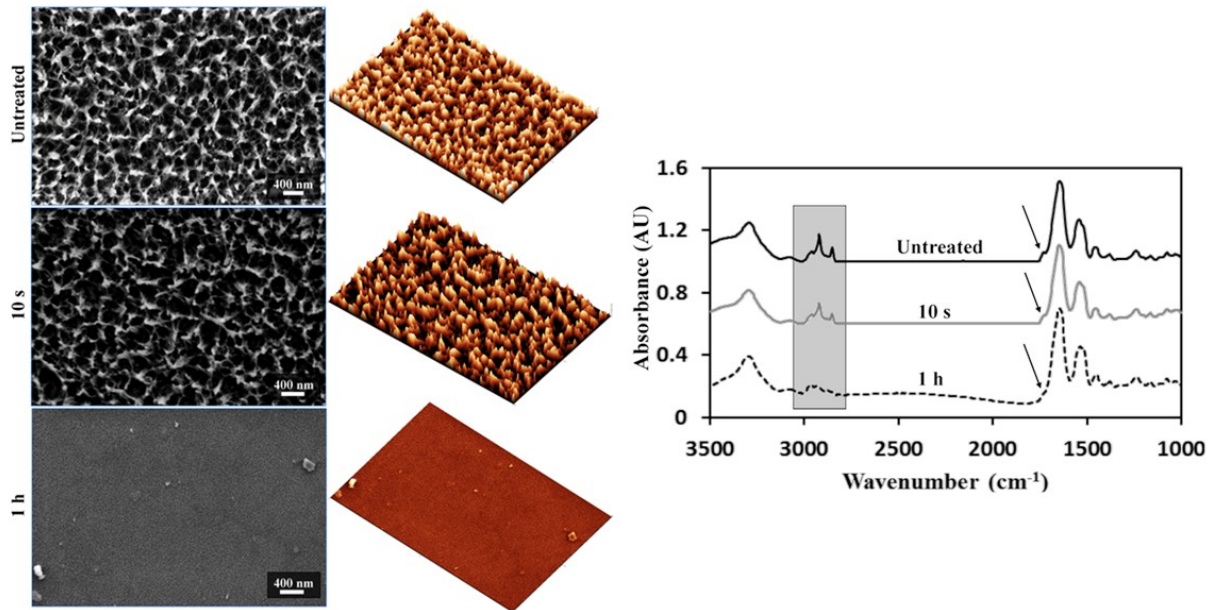 Untreated
400 nm
10 s
400 nm
1 h
400 nm
Absorbance (AU)
1.6
1.2
0.8
0.4
0
Untreated
10 s
1 h
3500 3000 2500 2000 1500 1000
Wavenumber (cm⁻¹)